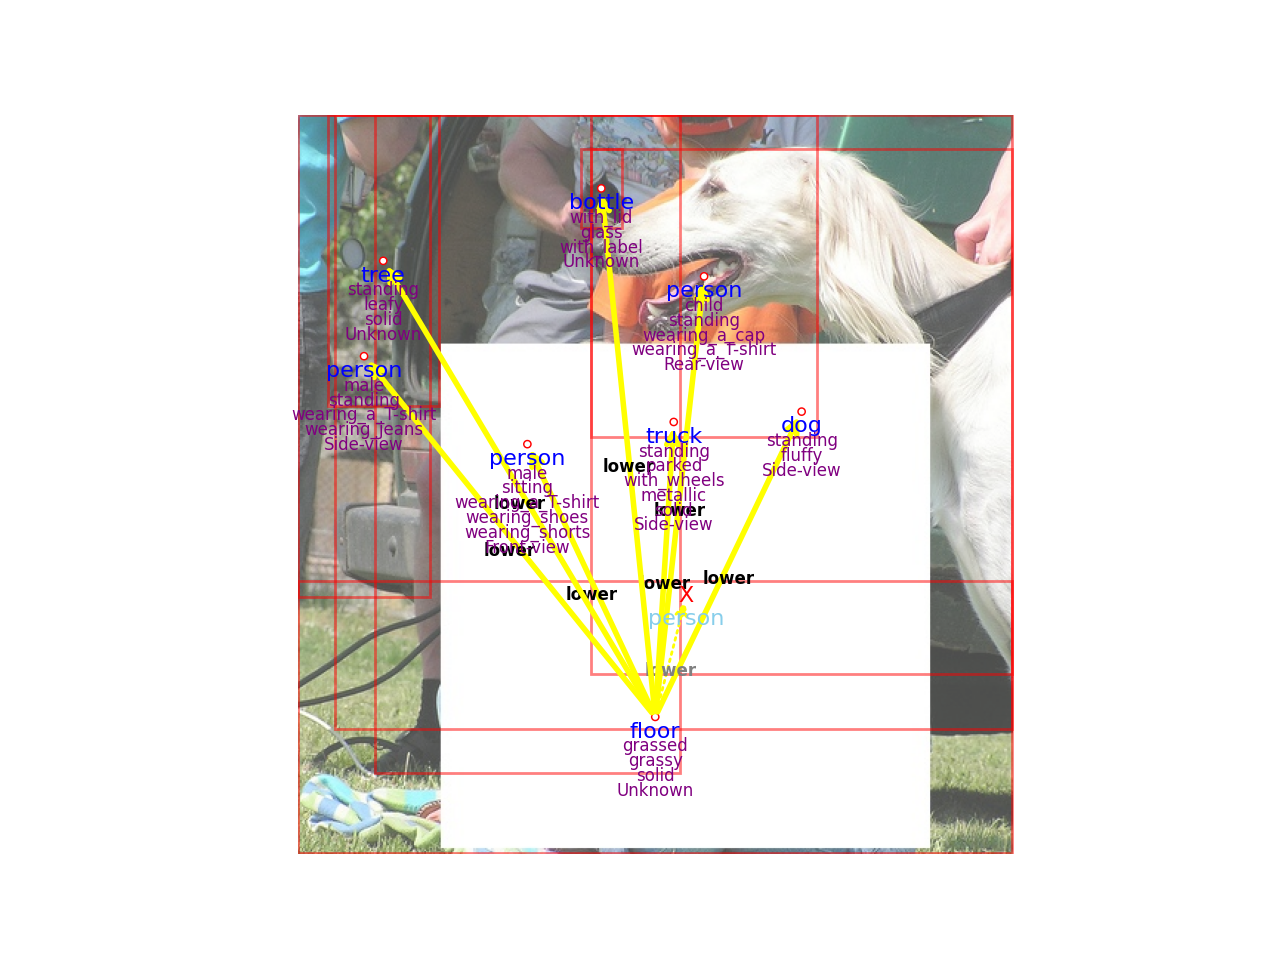 Y
bottle
with_lid
glass
with_label
Unknown
tree
standing
leafy
solid
Unknown
person
child
standing
wearing_a_cap
wearing_a_T-shirt
Rear-view
person
male
standing
wearing_a_T-shirt
wearing_jeans
Side-view
dog
standing
fluffy
Side-view
truck
standing
parked
with_wheels
metallic
Side-view
person
male
sitting
wearing_a_T-shirt
wearing_shoes
wearing_shorts
Front-view
lower
lower
lower
lower
lower
lower
lower
X
person
lower
floor
grassed
grassy
solid
Unknown